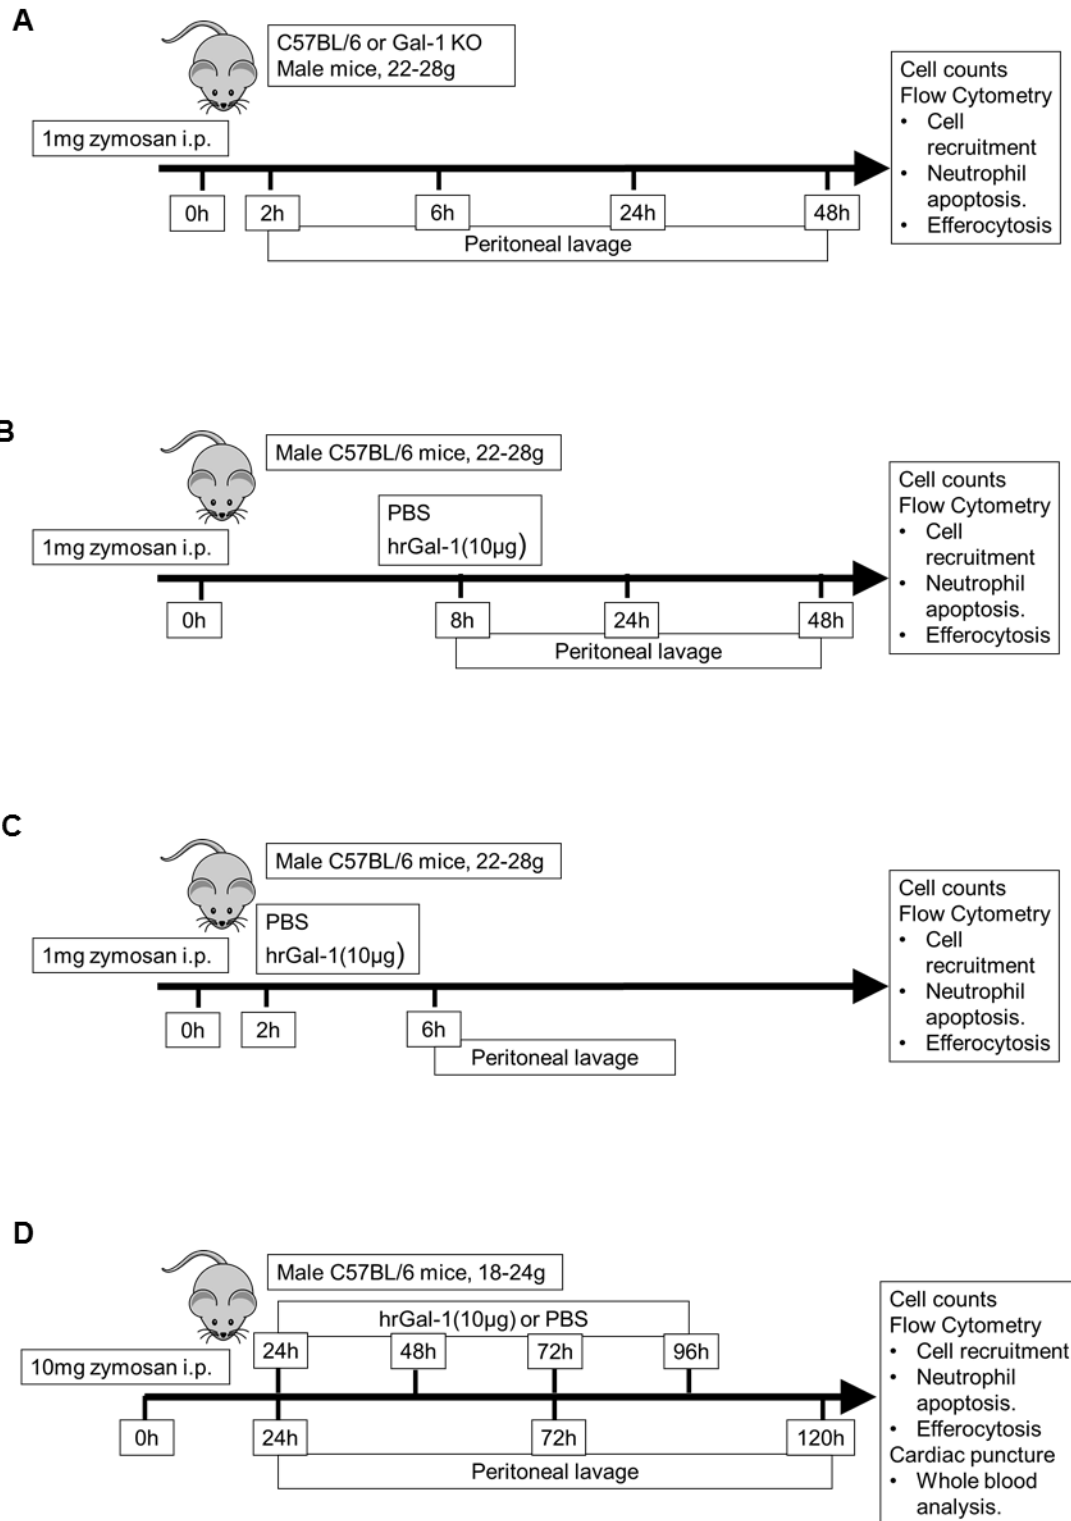 A
C57BL/6 or Gal-1 KO
Male mice, 22-28g
1mg zymosan i.p.
0h
2h
6h
24h
48h
Peritoneal lavage
Cell counts
Flow Cytometry
• Cell
recruitment
• Neutrophil
apoptosis.
• Efferocytosis
B
Male C57BL/6 mice, 22-28g
PBS
hrGal-1(10µg)
1mg zymosan i.p.
0h
8h
24h
48h
Peritoneal lavage
Cell counts
Flow Cytometry
• Cell
recruitment
• Neutrophil
apoptosis.
• Efferocytosis
C
Male C57BL/6 mice, 22-28g
PBS
hrGal-1(10µg)
1mg zymosan i.p.
0h
2h
6h
Peritoneal lavage
Cell counts
Flow Cytometry
• Cell
recruitment
• Neutrophil
apoptosis.
• Efferocytosis
D
Male C57BL/6 mice, 18-24g
hrGal-1(10µg) or PBS
24h
48h
72h
96h
10mg zymosan i.p.
0h
24h
72h
120h
Peritoneal lavage
Cell counts
Flow Cytometry
• Cell recruitment
• Neutrophil
apoptosis.
• Efferocytosis
Cardiac puncture
• Whole blood
analysis.